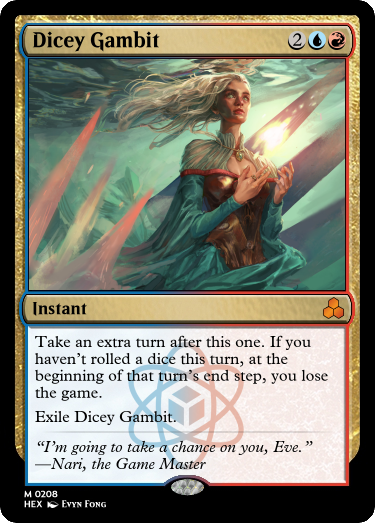 Dicey Gambit 2
Instant
Take an extra turn after this one. If you
haven't rolled a dice this turn, at the
beginning of that turn's end step, you lose
the game.
Exile Dicey Gambit.
"I'm going to take a chance on you, Eve."
—Nari, the Game Master
M 0208
HEX Evyn Fong